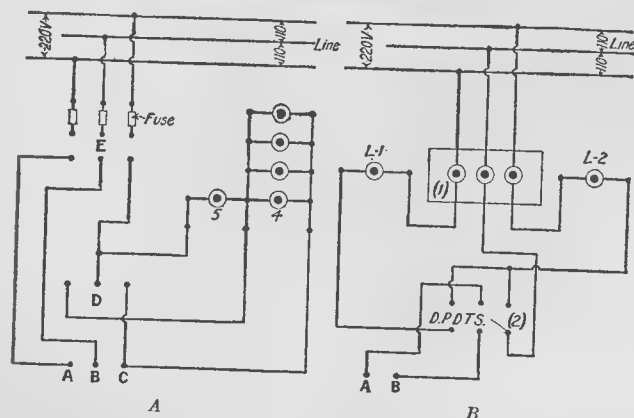 220V
110
110
Line
220V
110
110
Line
Fuse
E
L-1
(1)
L-2
5
4
D
D.P.D.T.S.
(2)
A
B
C
A
B
A
B